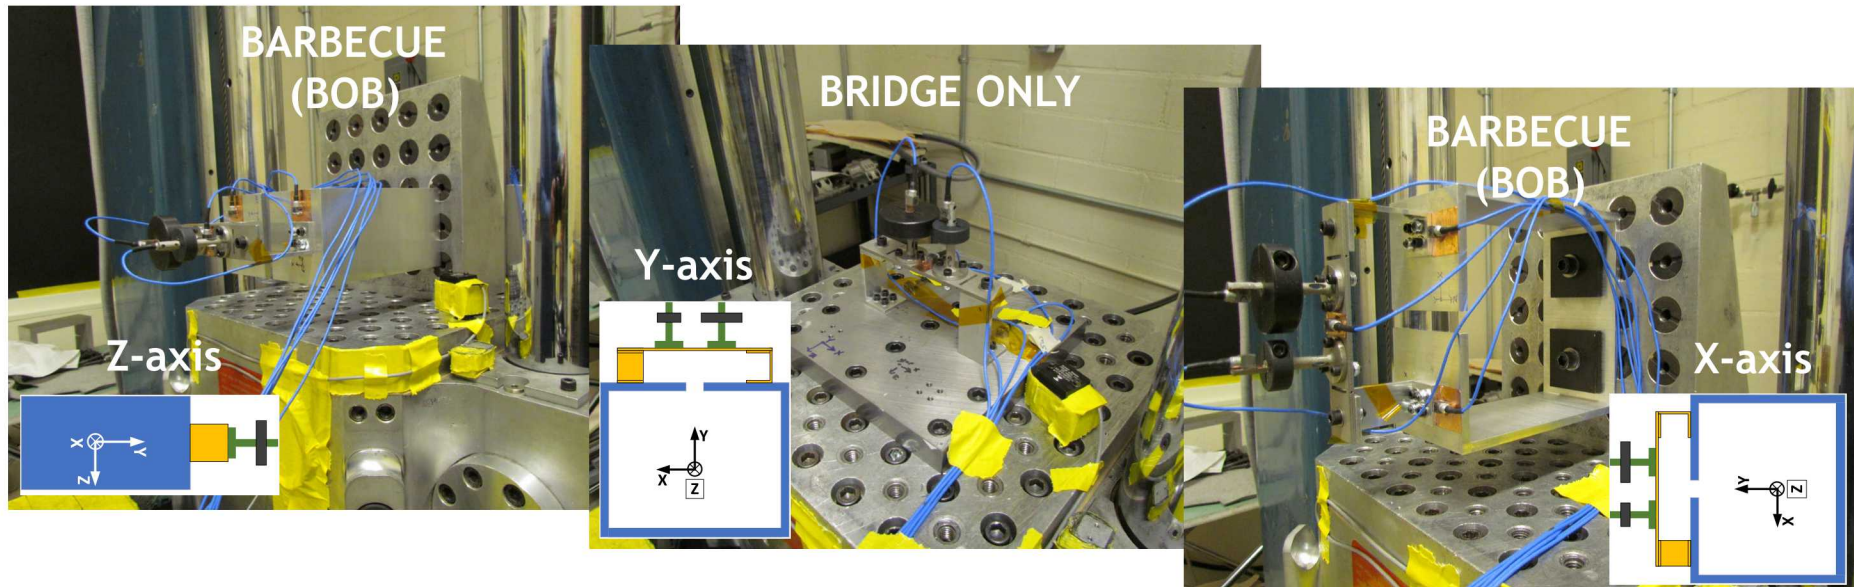 BARBECUE
(BOB)
Z-axis
X
Y
Z
BRIDGE ONLY
Y-axis
Y
X
Z
BARBECUE
(BOB)
X-axis
Y
Z
X